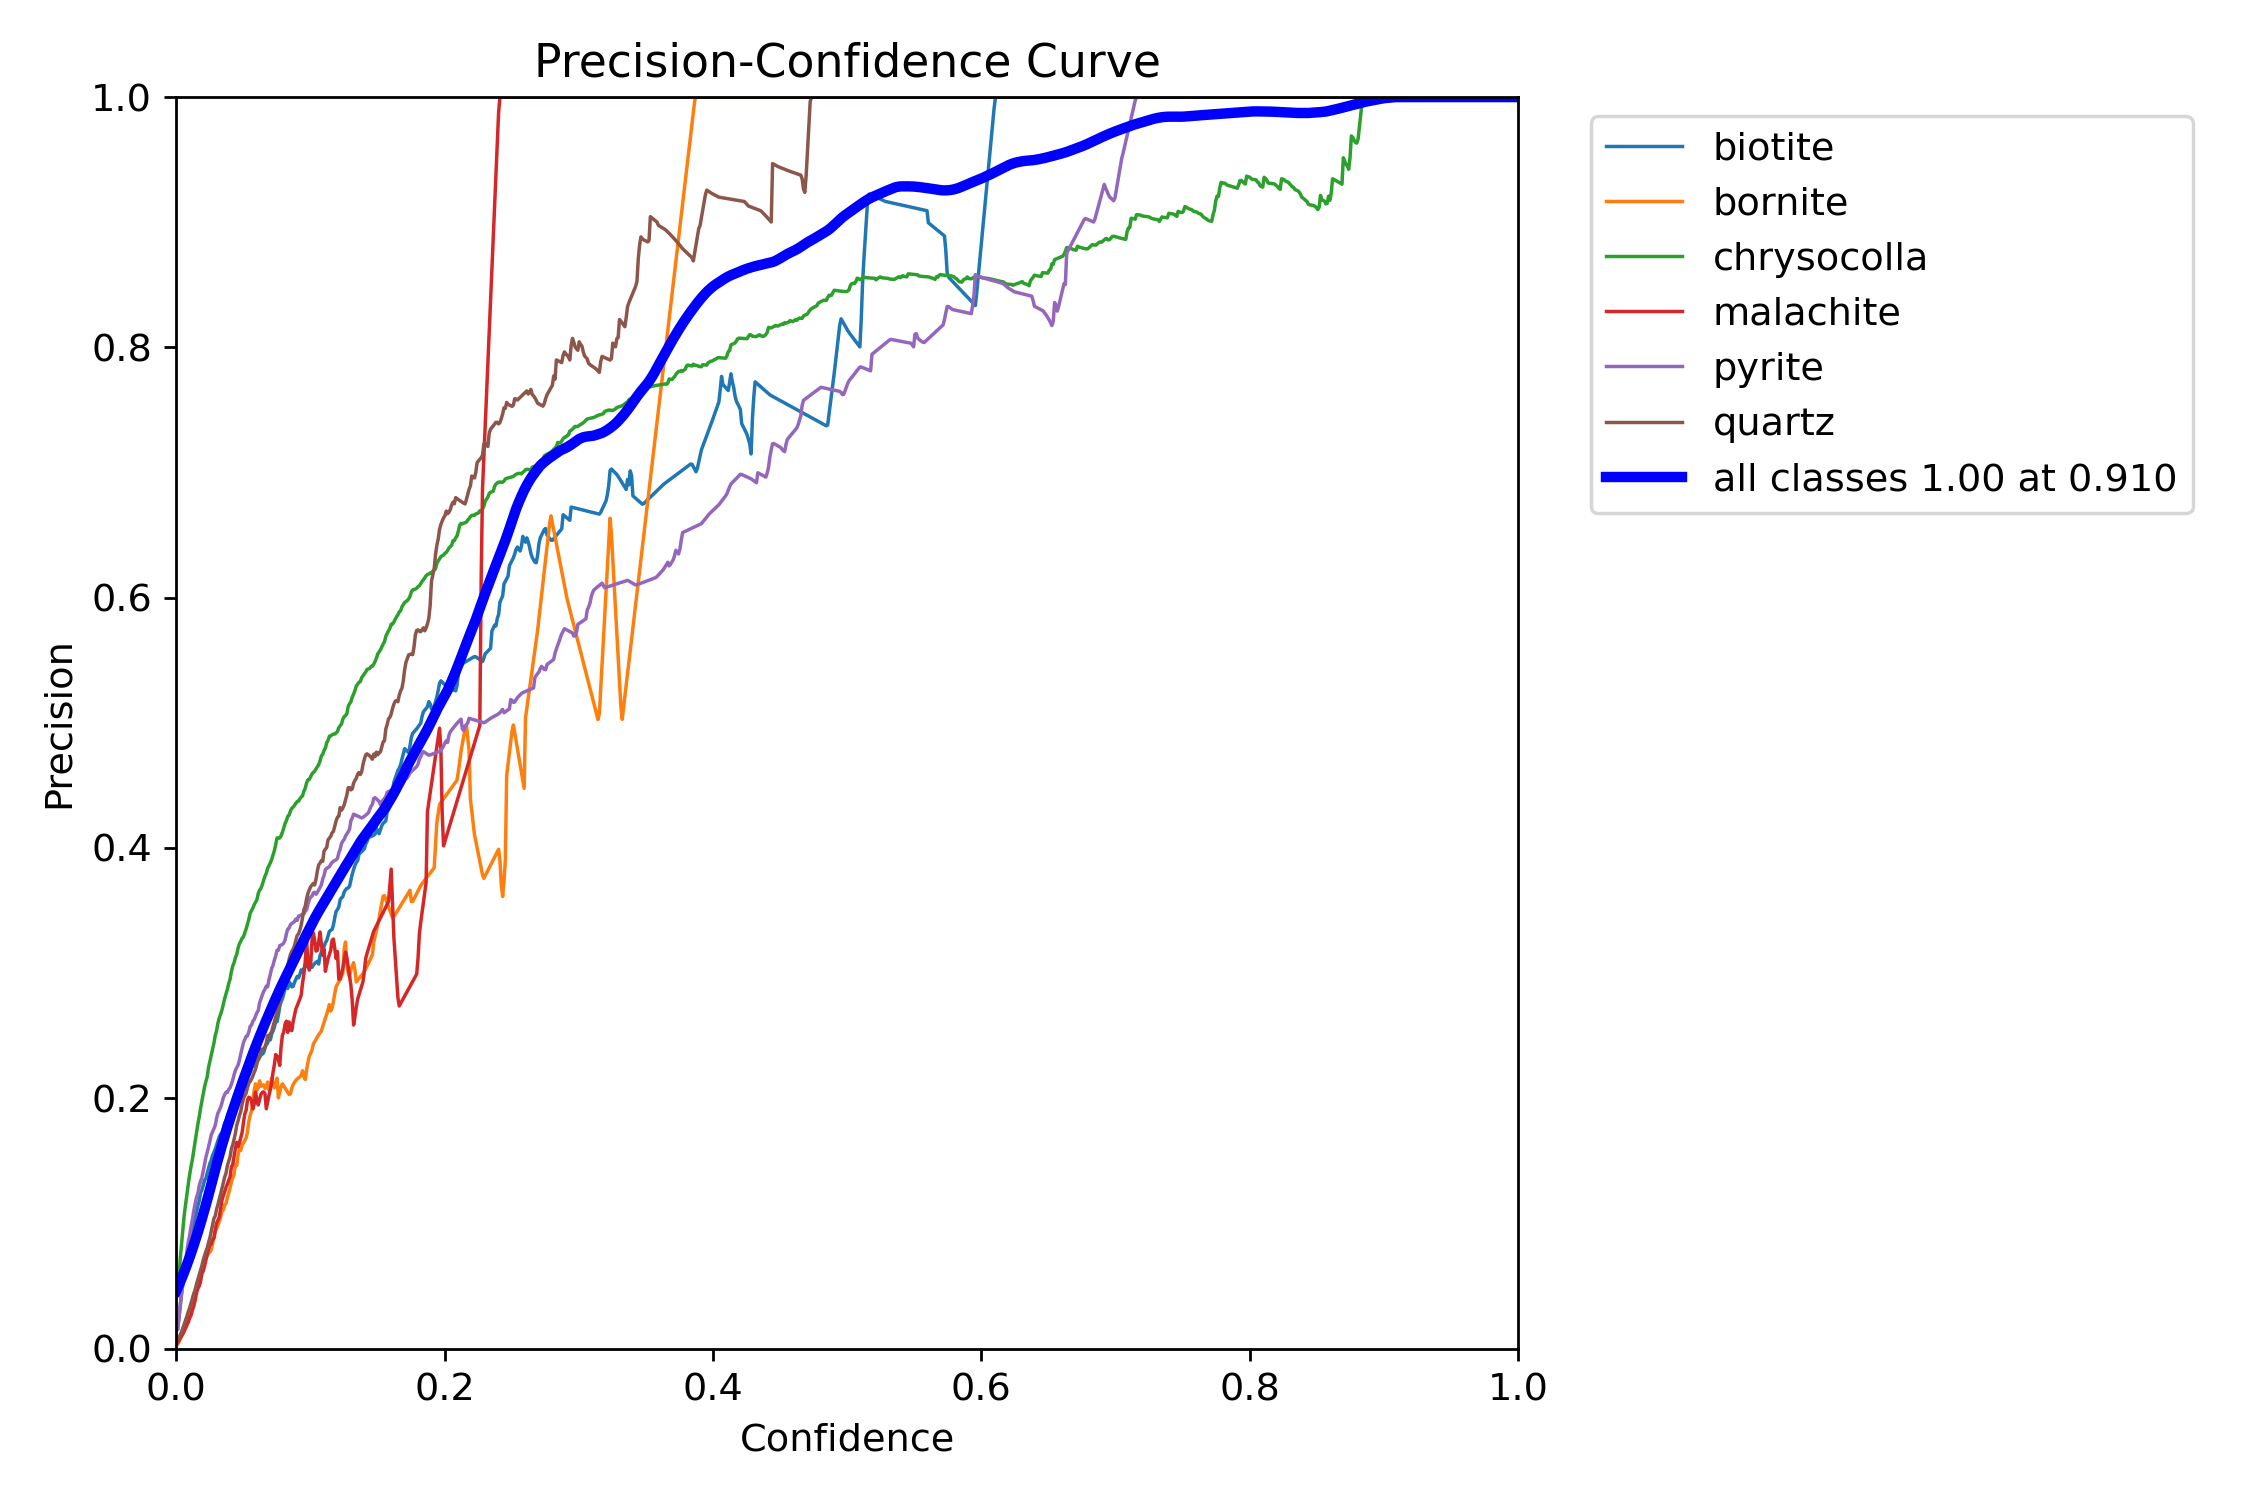 Precision-Confidence Curve
1.0
0.8
0.6
0.4
0.2
0.0
Precision
0.0 0.2 0.4 0.6 0.8 1.0
Confidence
biotite
bornite
chrysocolla
malachite
pyrite
quartz
all classes 1.00 at 0.910